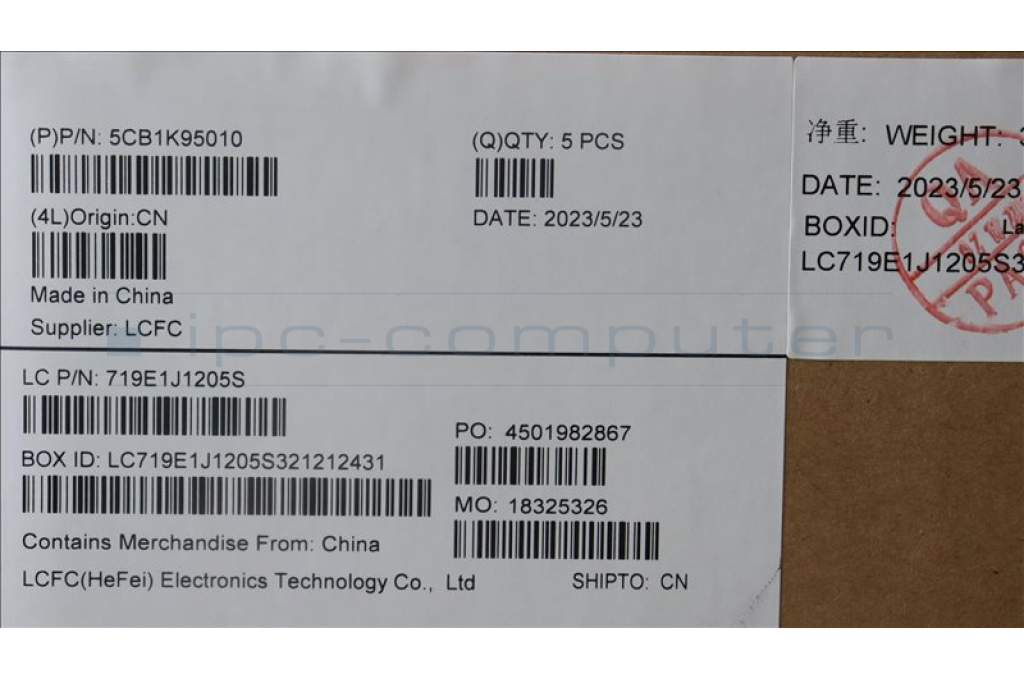 (P)P/N: 5CB1K95010
(Q)QTY: 5 PCS
(4L)Origin:CN
DATE: 2023/5/23
Made in China
Supplier: LCFC
净重: WEIGHT:
DATE: 2023/5/23
BOXID:
LC719E1J1205S3
QA
PA
ipc-computer
LC P/N: 719E1J1205S
PO: 4501982867
BOX ID: LC719E1J1205S321212431
MO: 18325326
Contains Merchandise From: China
LCFC(HeFei) Electronics Technology Co., Ltd
SHIPTO: CN